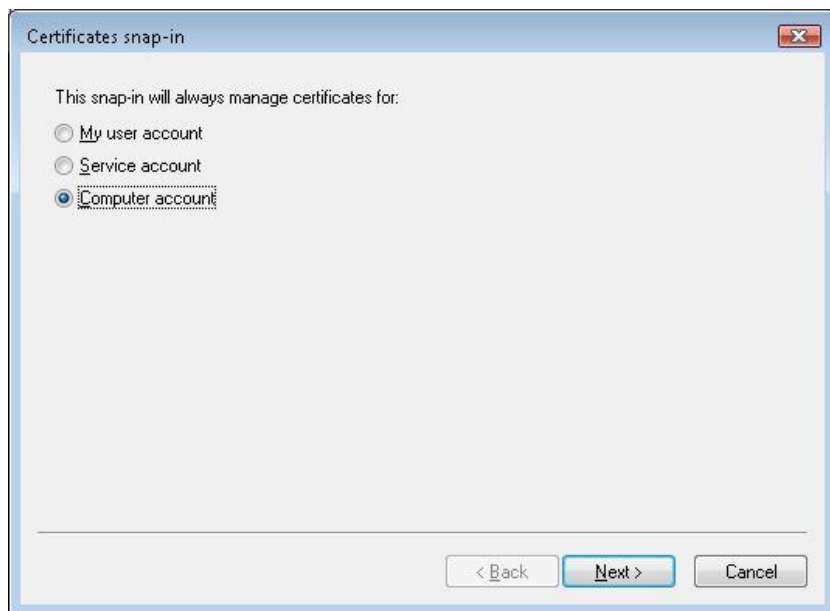 Certificates snap-in
This snap-in will always manage certificates for:
My user account
Service account
Computer account
< Back
Next >
Cancel